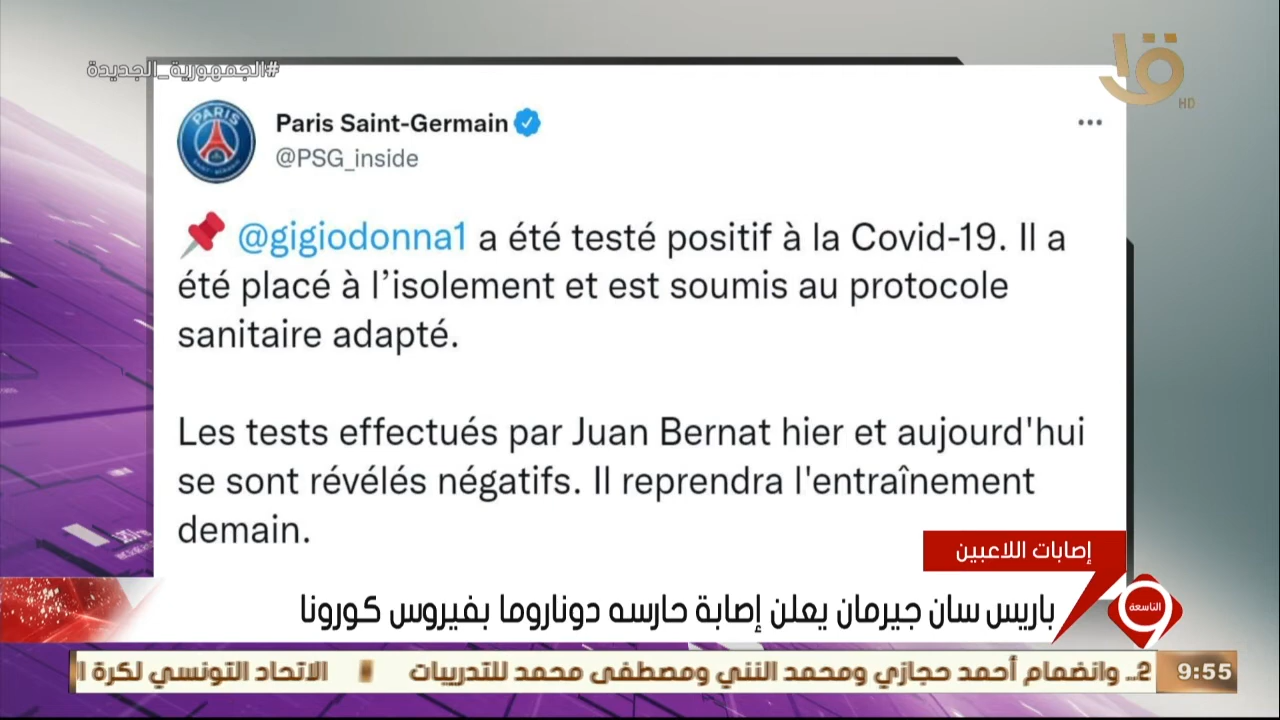 #الجمهورية_الجديدة
HD
PARIS
Paris Saint-Germain
@PSG_inside
@gigiodonna1 a été testé positif à la Covid-19. Il a
été placé à l’isolement et est soumis au protocole
sanitaire adapté.
Les tests effectués par Juan Bernat hier et aujourd'hui
se sont révélés négatifs. Il reprendra l'entraînement
demain.
إصابات اللاعبين
باريس سان جيرمان يعلن إصابة حارسه دوناروما بفيروس كورونا
التاسعة
9
2.. وانضمام أحمد حجازي ومحمد النني ومصطفى محمد للتدريبات
الاتحاد التونسي لكرة ا
9:55